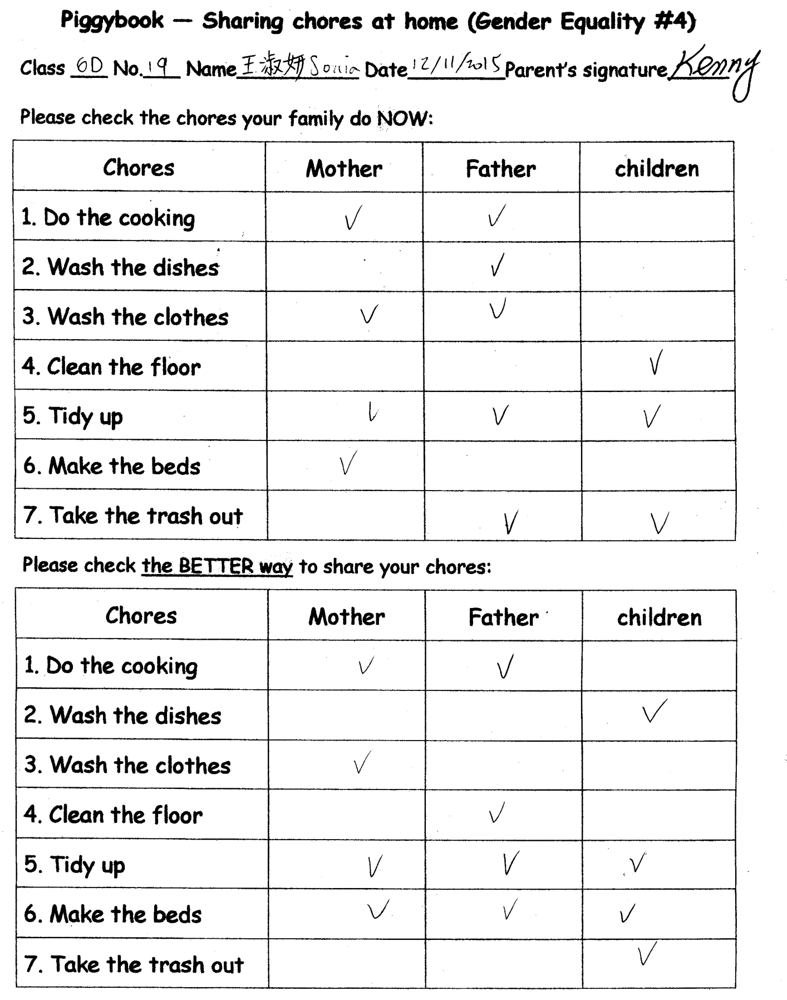 Piggybook — Sharing chores at home (Gender Equality #4)
Class 6D No. 19 Name 王淑妍 Sonia Date 12/11/2015 Parent's signature Kenny
Please check the chores your family do NOW:
Chores Mother Father children
1. Do the cooking ✓ ✓
2. Wash the dishes ✓
3. Wash the clothes ✓ ✓
4. Clean the floor ✓
5. Tidy up ✓ ✓ ✓
6. Make the beds ✓
7. Take the trash out ✓ ✓
Please check the BETTER way to share your chores:
Chores Mother Father children
1. Do the cooking ✓ ✓
2. Wash the dishes ✓
3. Wash the clothes ✓
4. Clean the floor ✓
5. Tidy up ✓ ✓ ✓
6. Make the beds ✓ ✓ ✓
7. Take the trash out ✓